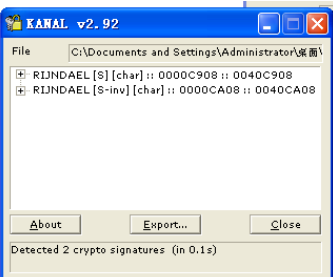 KANAL v2.92
File C:\Documents and Settings\Administrator\桌面\
RIJNDAEL [S] [char] :: 0000C908 :: 0040C908
RIJNDAEL [S-inv] [char] :: 0000CA08 :: 0040CA08
About Export... Close
Detected 2 crypto signatures (in 0.1s)